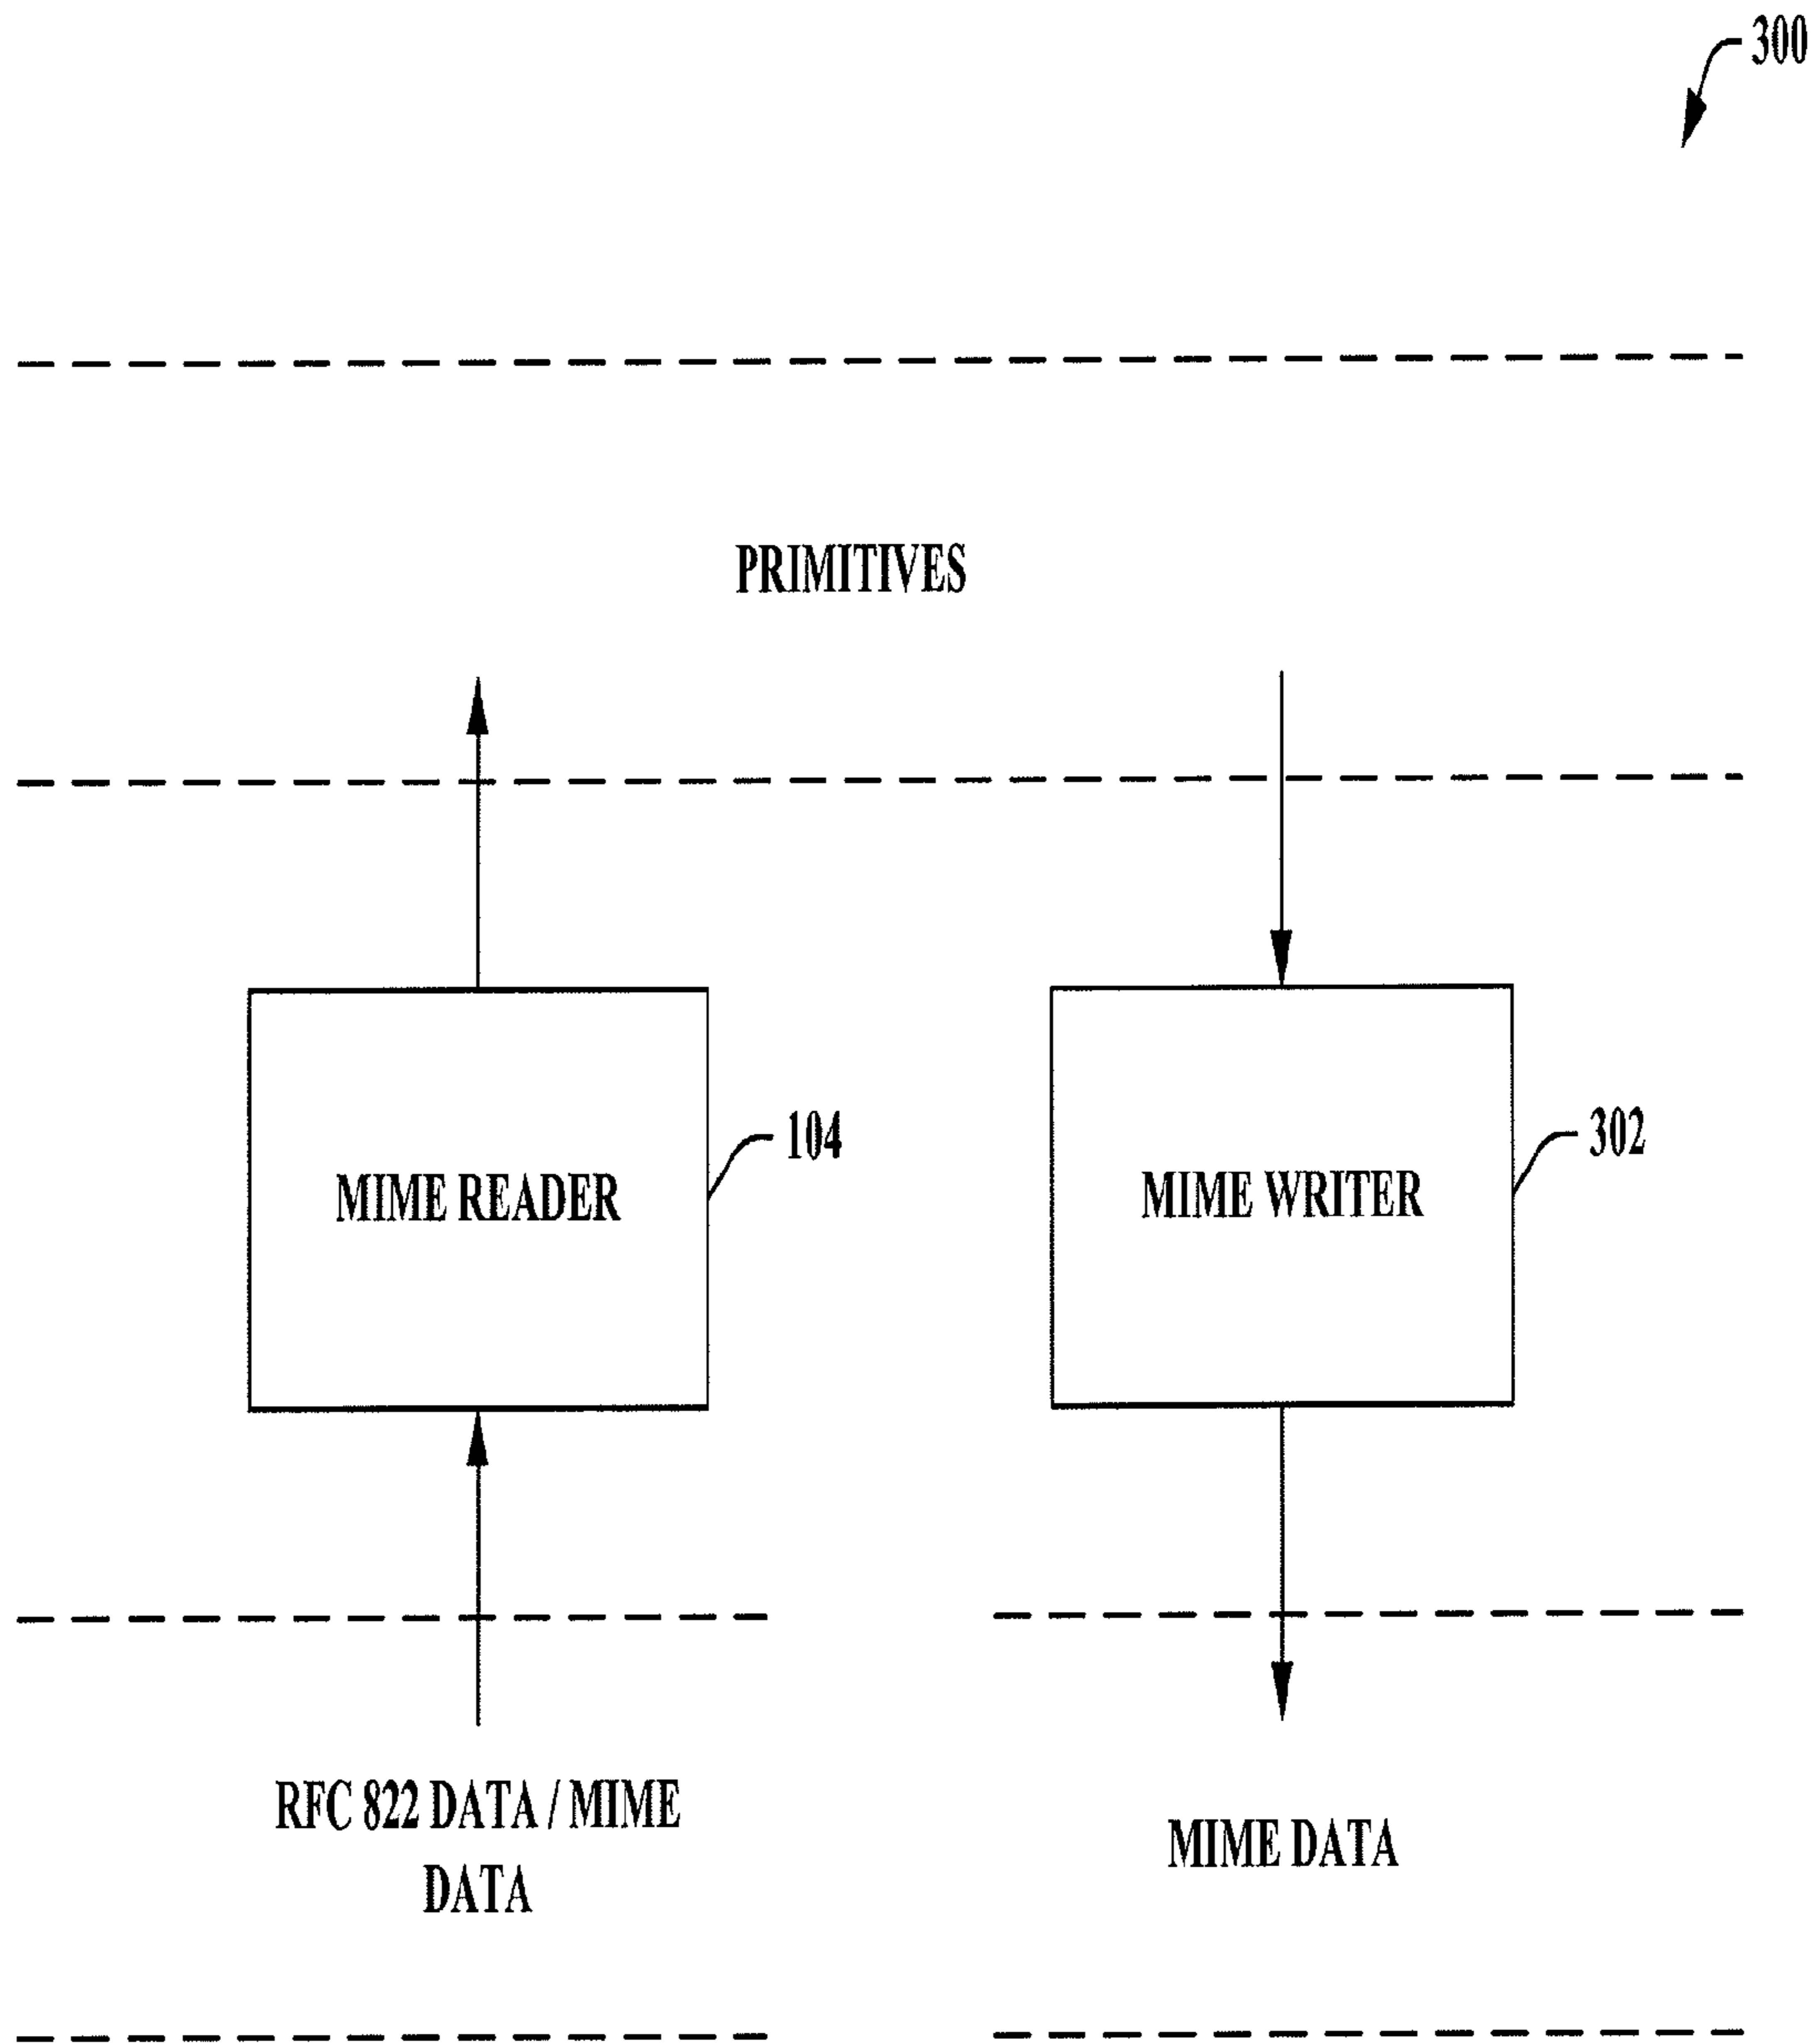 300
PRIMITIVES
MIME READER
104
MIME WRITER
302
RFC 822 DATA / MIME
DATA
MIME DATA